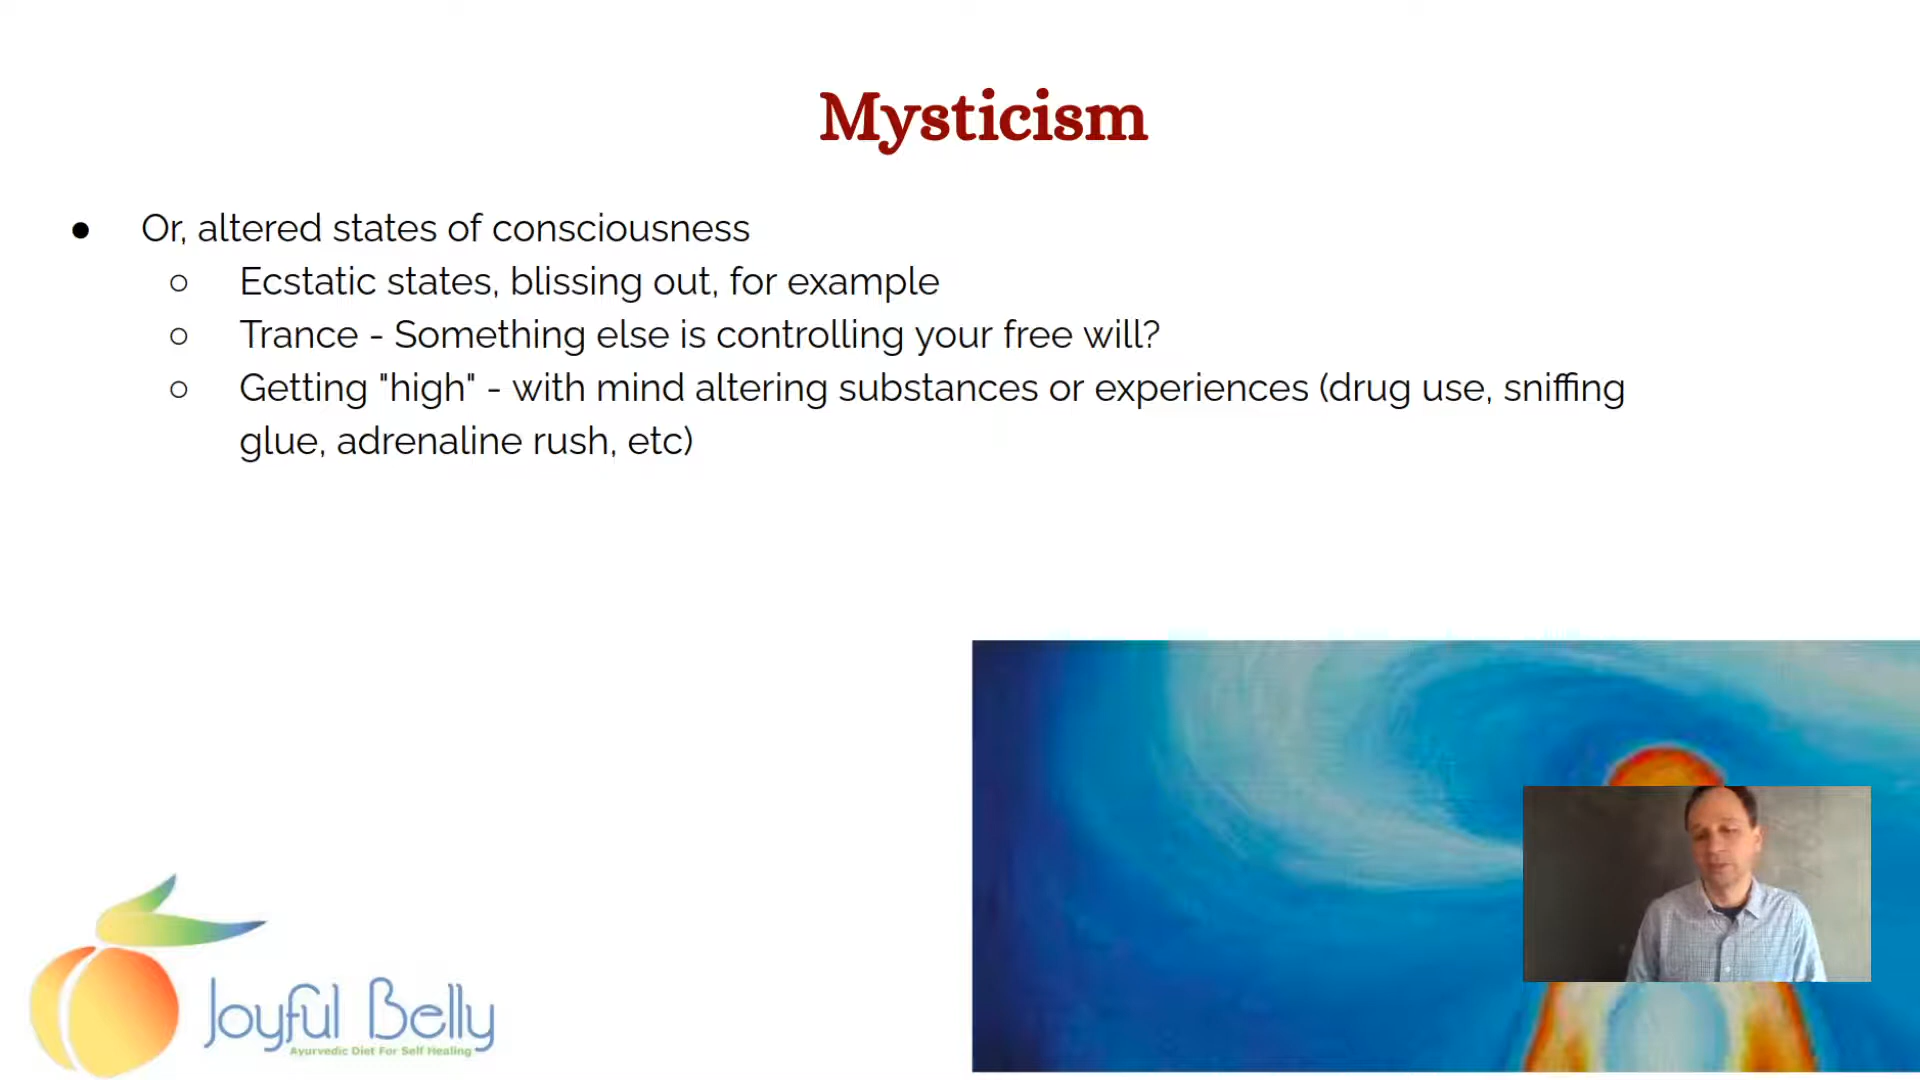 Mysticism
● Or, altered states of consciousness
○ Ecstatic states, blissing out, for example
○ Trance - Something else is controlling your free will?
○ Getting "high" - with mind altering substances or experiences (drug use, sniffing
glue, adrenaline rush, etc)
Joyful Belly
Ayurvedic Diet For Self Healing